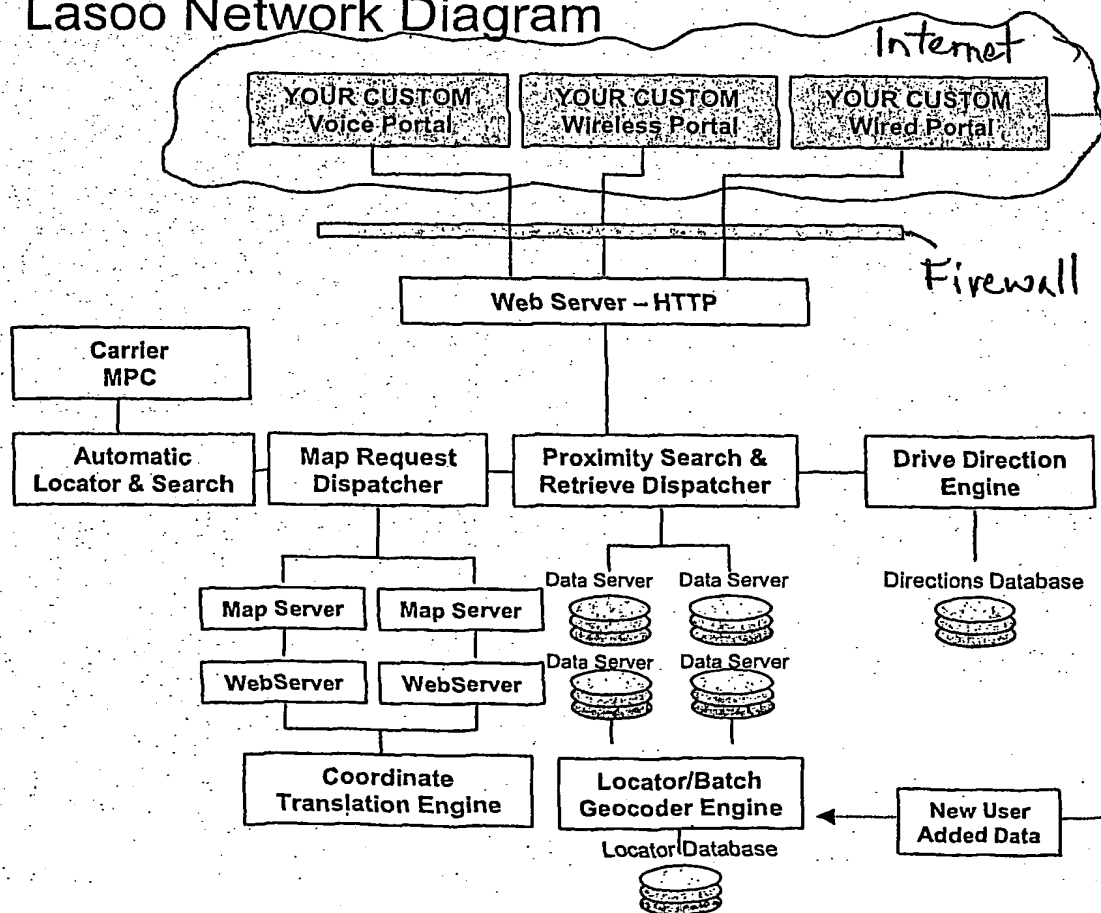 Lasoo Network Diagram
Internet
YOUR CUSTOM
Voice Portal
YOUR CUSTOM
Wireless Portal
YOUR CUSTOM
Wired Portal
Firewall
Web Server – HTTP
Carrier
MPC
Automatic
Locator & Search
Map Request
Dispatcher
Proximity Search &
Retrieve Dispatcher
Drive Direction
Engine
Data Server
Data Server
Directions Database
Map Server
Map Server
Data Server
Data Server
WebServer
WebServer
Coordinate
Translation Engine
Locator/Batch
Geocoder Engine
New User
Added Data
Locator Database